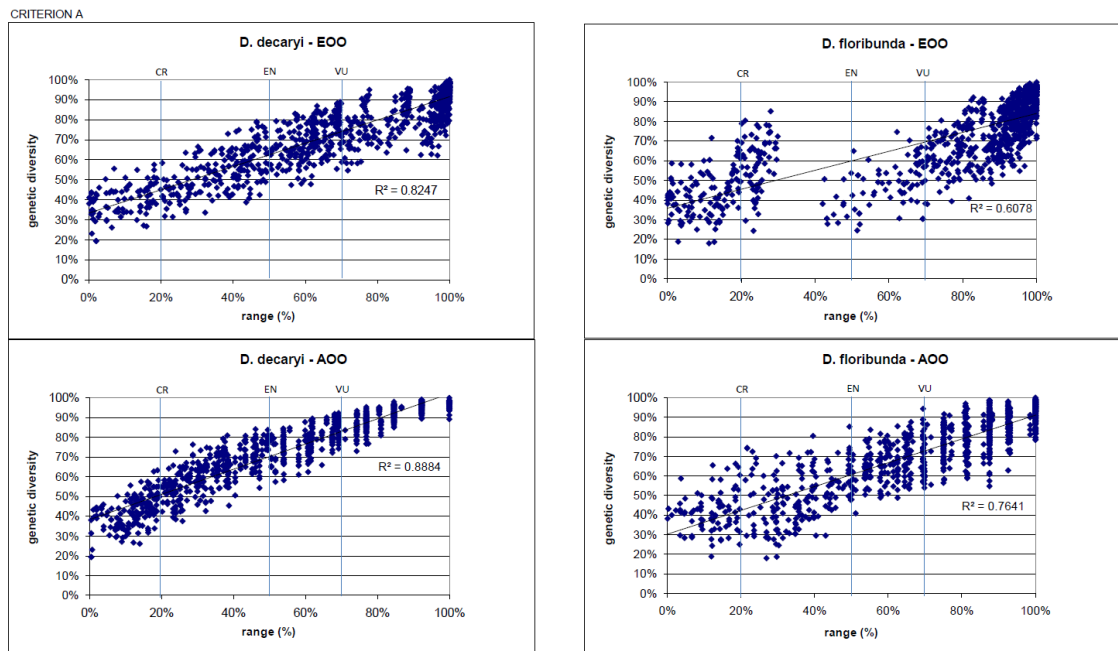 CRITERION A
D. decaryi - EOO
CR EN VU
100%
90%
80%
70%
60%
50%
40%
30%
20%
10%
0%
genetic diversity
R² = 0.8247
0% 20% 40% 60% 80% 100%
range (%)
D. floribunda - EOO
CR EN VU
100%
90%
80%
70%
60%
50%
40%
30%
20%
10%
0%
genetic diversity
R² = 0.6078
0% 20% 40% 60% 80% 100%
range (%)
D. decaryi - AOO
CR EN VU
100%
90%
80%
70%
60%
50%
40%
30%
20%
10%
0%
genetic diversity
R² = 0.8884
0% 20% 40% 60% 80% 100%
range (%)
D. floribunda - AOO
CR EN VU
100%
90%
80%
70%
60%
50%
40%
30%
20%
10%
0%
genetic diversity
R² = 0.7641
0% 20% 40% 60% 80% 100%
range (%)